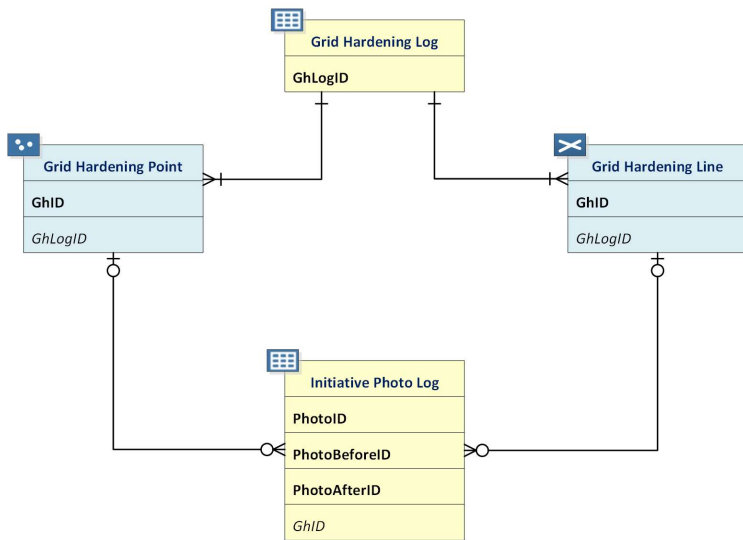 Grid Hardening Log
GhLogID
Grid Hardening Point
GhID
GhLogID
Grid Hardening Line
GhID
GhLogID
Initiative Photo Log
PhotoID
PhotoBeforeID
PhotoAfterID
GhID